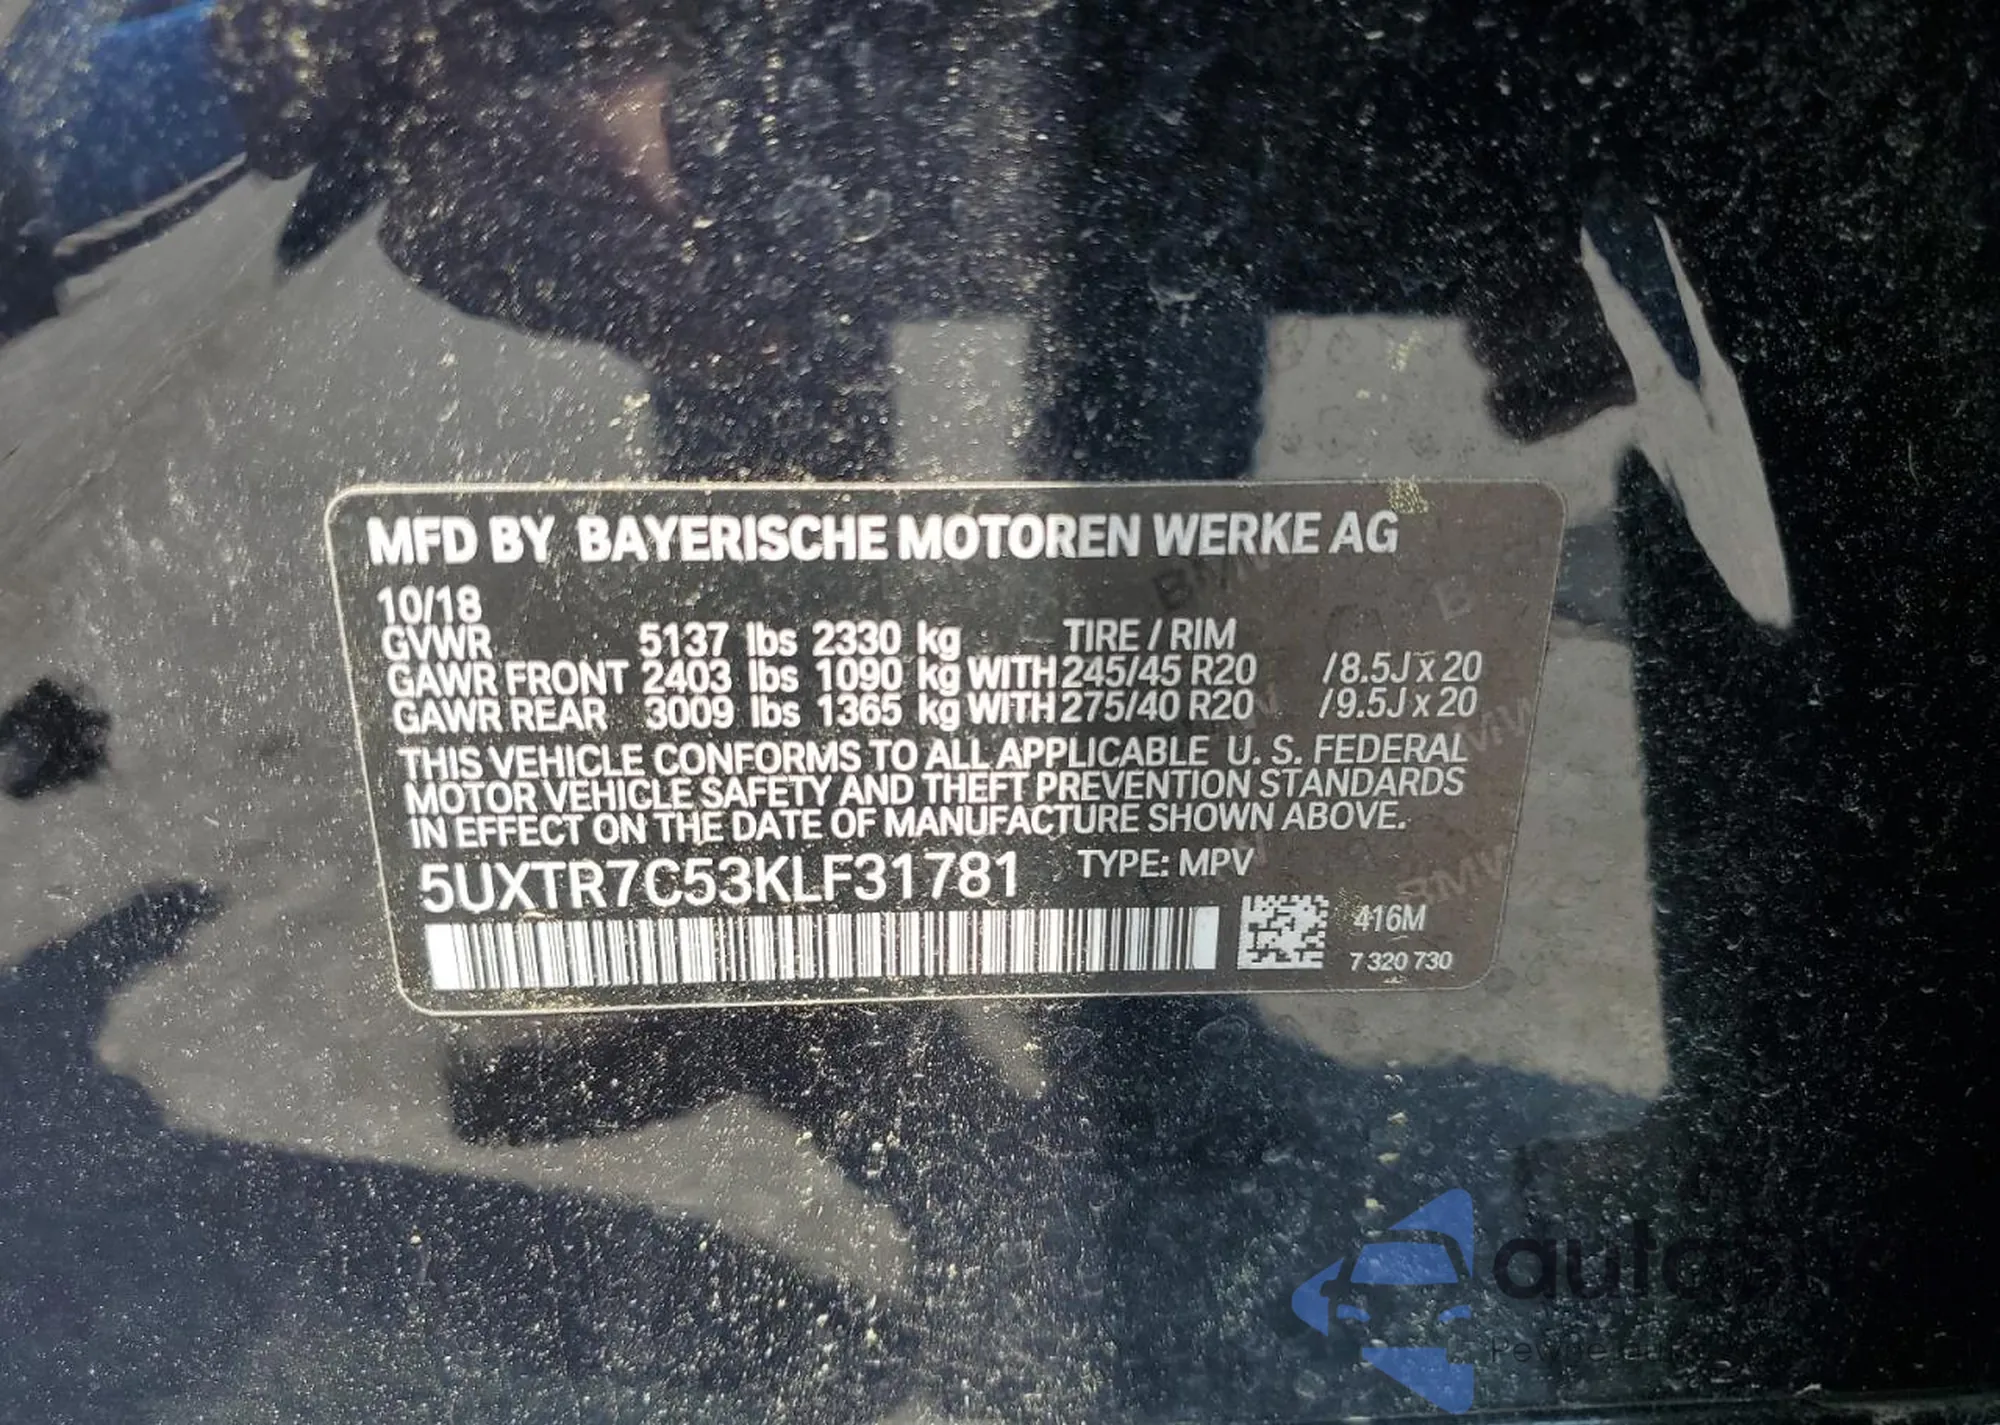 MFD BY BAYERISCHE MOTOREN WERKE AG
10/18
GVWR 5137 lbs 2330 kg TIRE / RIM
GAWR FRONT 2403 lbs 1090 kg WITH 245/45 R20 /8.5J x 20
GAWR REAR 3009 lbs 1365 kg WITH 275/40 R20 /9.5J x 20
THIS VEHICLE CONFORMS TO ALL APPLICABLE U. S. FEDERAL
MOTOR VEHICLE SAFETY AND THEFT PREVENTION STANDARDS
IN EFFECT ON THE DATE OF MANUFACTURE SHOWN ABOVE.
5UXTR7C53KLF31781 TYPE: MPV
416M
7 320 730